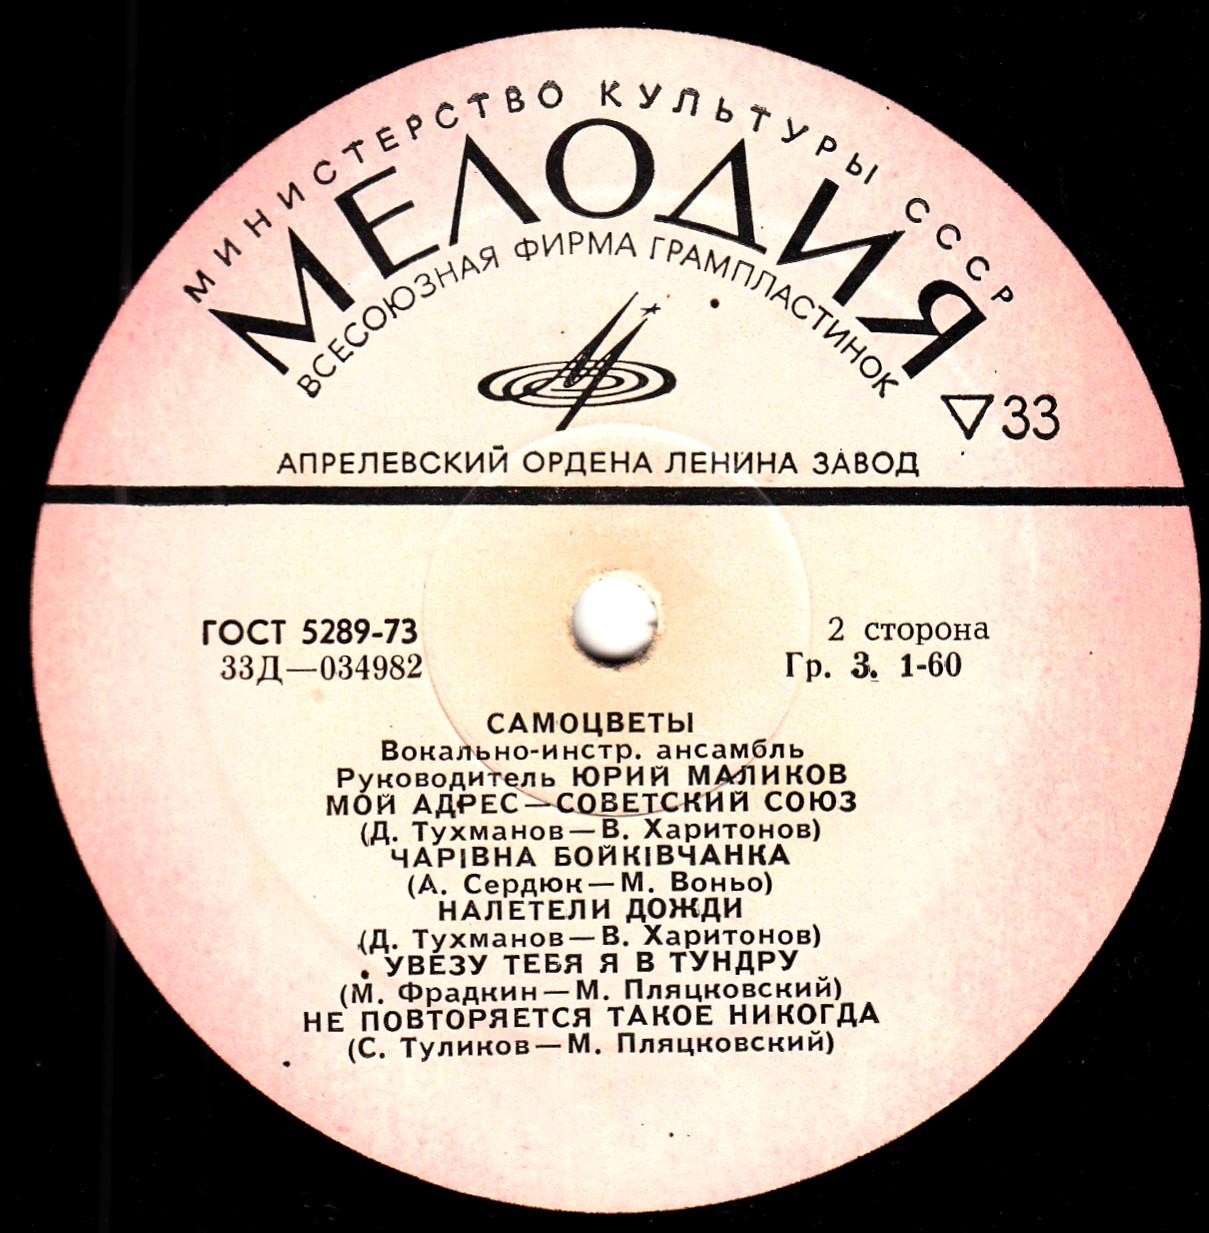 МИНИСТЕРСТВО КУЛЬТУРЫ СССР
МЕЛОДИЯ
ВСЕСОЮЗНАЯ ФИРМА ГРАМПЛАСТИНОК
33
АПРЕЛЕВСКИЙ ОРДЕНА ЛЕНИНА ЗАВОД
ГОСТ 5289-73
33Д—034982
2 сторона
Гр. 3. 1-60
САМОЦВЕТЫ
Вокально-инстр. ансамбль
Руководитель ЮРИЙ МАЛИКОВ
МОЙ АДРЕС—СОВЕТСКИЙ СОЮЗ
(Д. Тухманов—В. Харитонов)
ЧАРІВНА БОЙКІВЧАНКА
(А. Сердюк—М. Воньо)
НАЛЕТЕЛИ ДОЖДИ
(Д. Тухманов—В. Харитонов)
УВЕЗУ ТЕБЯ Я В ТУНДРУ
(М. Фрадкин—М. Пляцковский)
НЕ ПОВТОРЯЕТСЯ ТАКОЕ НИКОГДА
(С. Туликов—М. Пляцковский)